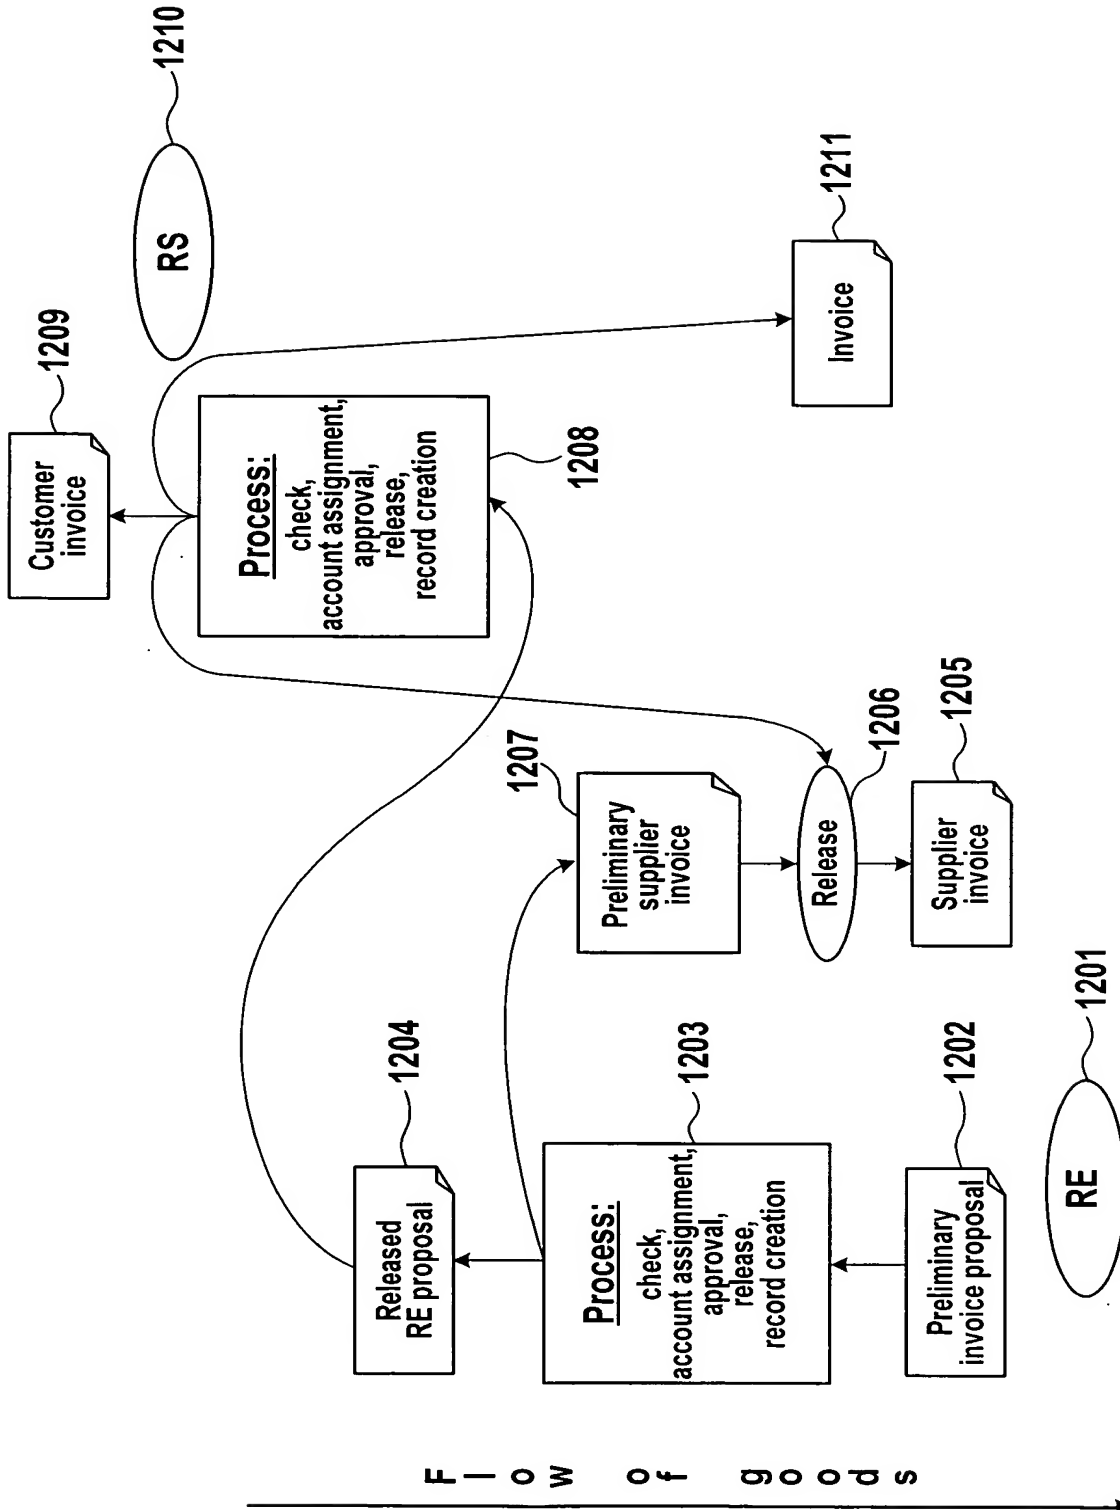 Flow of goods
RE
1201
Preliminary
invoice proposal
1202
Process:
check,
account assignment,
approval,
release,
record creation
1203
Released
RE proposal
1204
Supplier
invoice
1205
Release
1206
Preliminary
supplier
invoice
1207
Process:
check,
account assignment,
approval,
release,
record creation
1208
Customer
invoice
1209
RS
1210
Invoice
1211